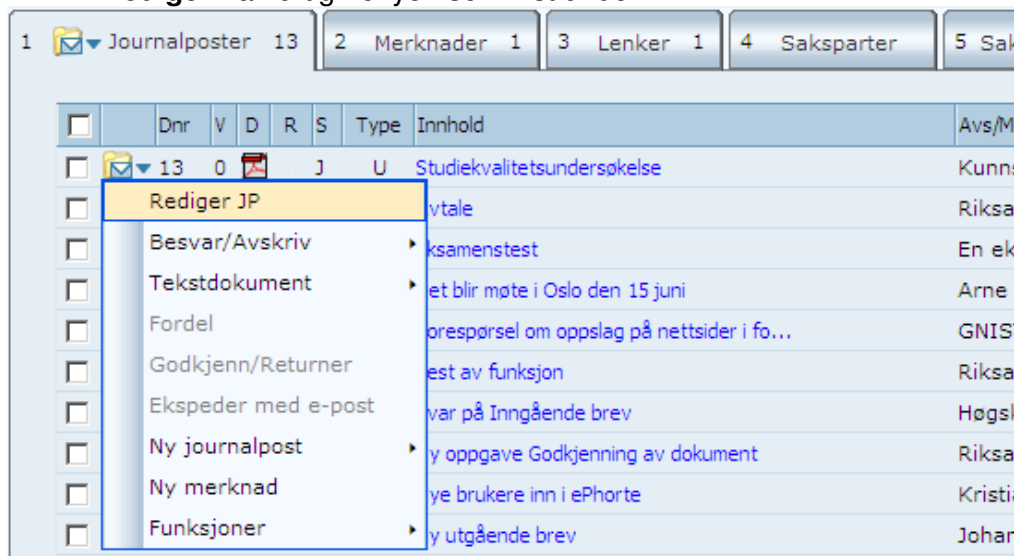 1 Journalposter 13 2 Merknader 1 3 Lenker 1 4 Saksparter 5 Sak
Dnr V D R S Type Innhold Avs/M
13 0 J U Studiekvalitetsundersøkelse Kunns
Rediger JP vtale Riksa
Besvar/Avskriv ksamenstest En ek
Tekstdokument et blir møte i Oslo den 15 juni Arne
Fordel orespørsel om oppslag på nettsider i fo... GNIS
Godkjenn/Returner est av funksjon Riksa
Ekspeder med e-post var på Inngående brev Høgsk
Ny journalpost y oppgave Godkjenning av dokument Riksa
Ny merknad ye brukere inn i ePhorte Kristia
Funksjoner y utgående brev Johan